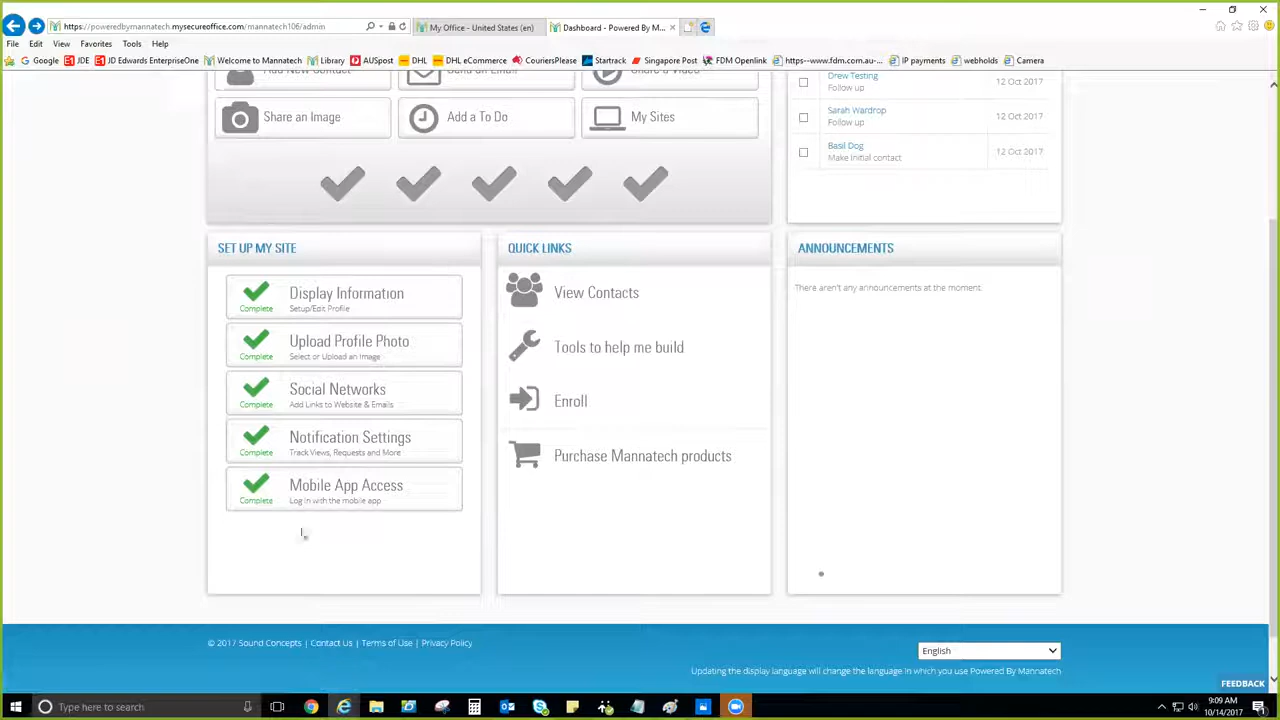 https://poweredbymannatech.mysecureoffice.com/mannatech106/admin
My Office - United States (en)
Dashboard - Powered By M...
File Edit View Favorites Tools Help
Google JDE JD Edwards EnterpriseOne Welcome to Mannatech Library AUSpost DHL DHL eCommerce CouriersPlease Startrack Singapore Post FDM Openlink https--www.fdm.com.au-... IP payments webholds Camera
Add New Contact Send an Email Share a Video
Share an Image Add a To Do My Sites
Drew Testing
Follow up
12 Oct 2017
Sarah Wardrop
Follow up
12 Oct 2017
Basil Dog
Make Initial contact
12 Oct 2017
SET UP MY SITE
Display Information
Complete Setup/Edit Profile
Upload Profile Photo
Complete Select or Upload an Image
Social Networks
Complete Add Links to Website & Emails
Notification Settings
Complete Track Views, Requests and More
Mobile App Access
Complete Log in with the mobile app
QUICK LINKS
View Contacts
Tools to help me build
Enroll
Purchase Mannatech products
ANNOUNCEMENTS
There aren't any announcements at the moment.
© 2017 Sound Concepts | Contact Us | Terms of Use | Privacy Policy
English
Updating the display language will change the language in which you use Powered By Mannatech
FEEDBACK
Type here to search
9:09 AM
10/14/2017